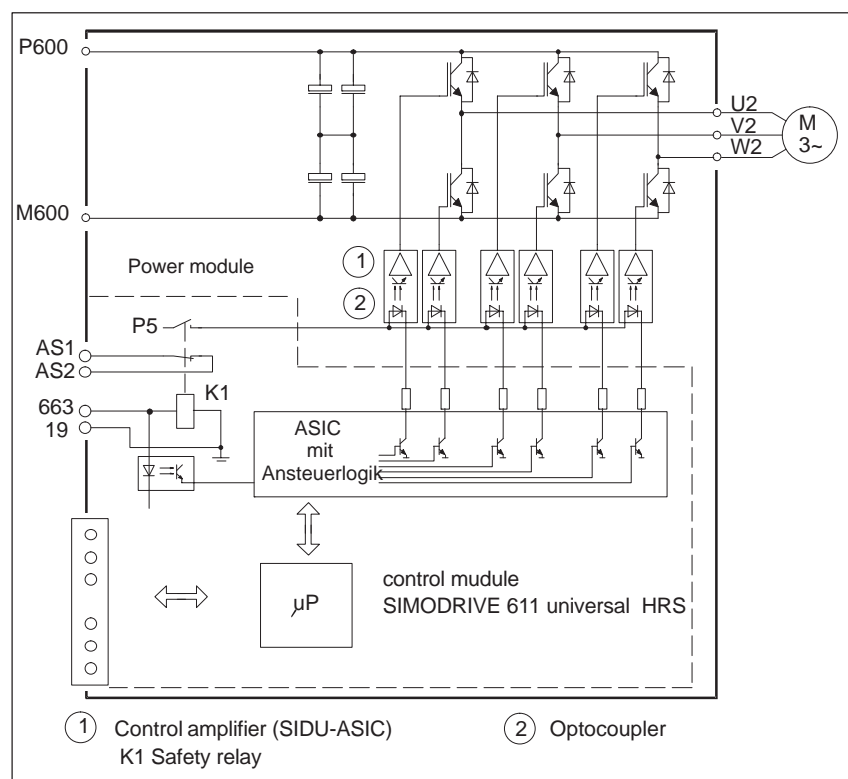 P600
U2
V2
W2
M
3~
M600
Power module
1
2
P5
AS1
AS2
K1
663
19
ASIC
mit
Ansteuerlogik
µP
control mudule
SIMODRIVE 611 universal HRS
1 Control amplifier (SIDU-ASIC)
K1 Safety relay
2 Optocoupler